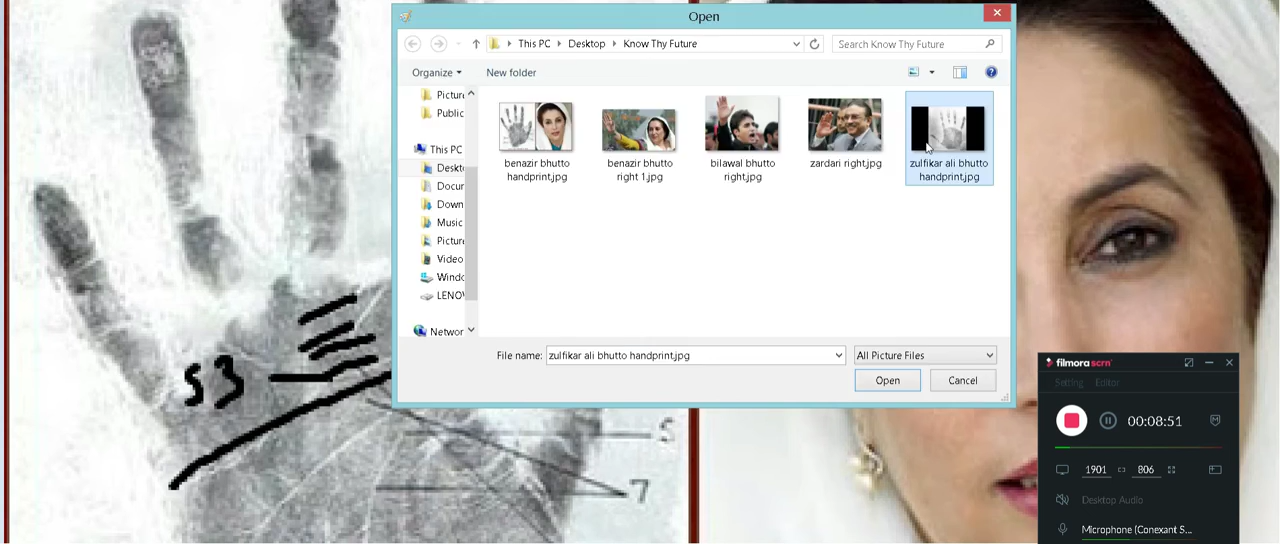 Open
This PC
Desktop
Know Thy Future
Search Know Thy Future
Organize
New folder
Picture
Public
This PC
Deskto
Docur
Down
Music
Picture
Video
Windo
LENOV
Networ
benazir bhutto
handprint.jpg
benazir bhutto
right 1.jpg
bilawal bhutto
right.jpg
zardari right.jpg
zulfikar ali bhutto
handprint.jpg
File name:
zulfikar ali bhutto handprint.jpg
All Picture Files
Open
Cancel
53
5
7
filmora scrn
Setting Editor
00:08:51
1901
806
Desktop Audio
Microphone (Conexant S...